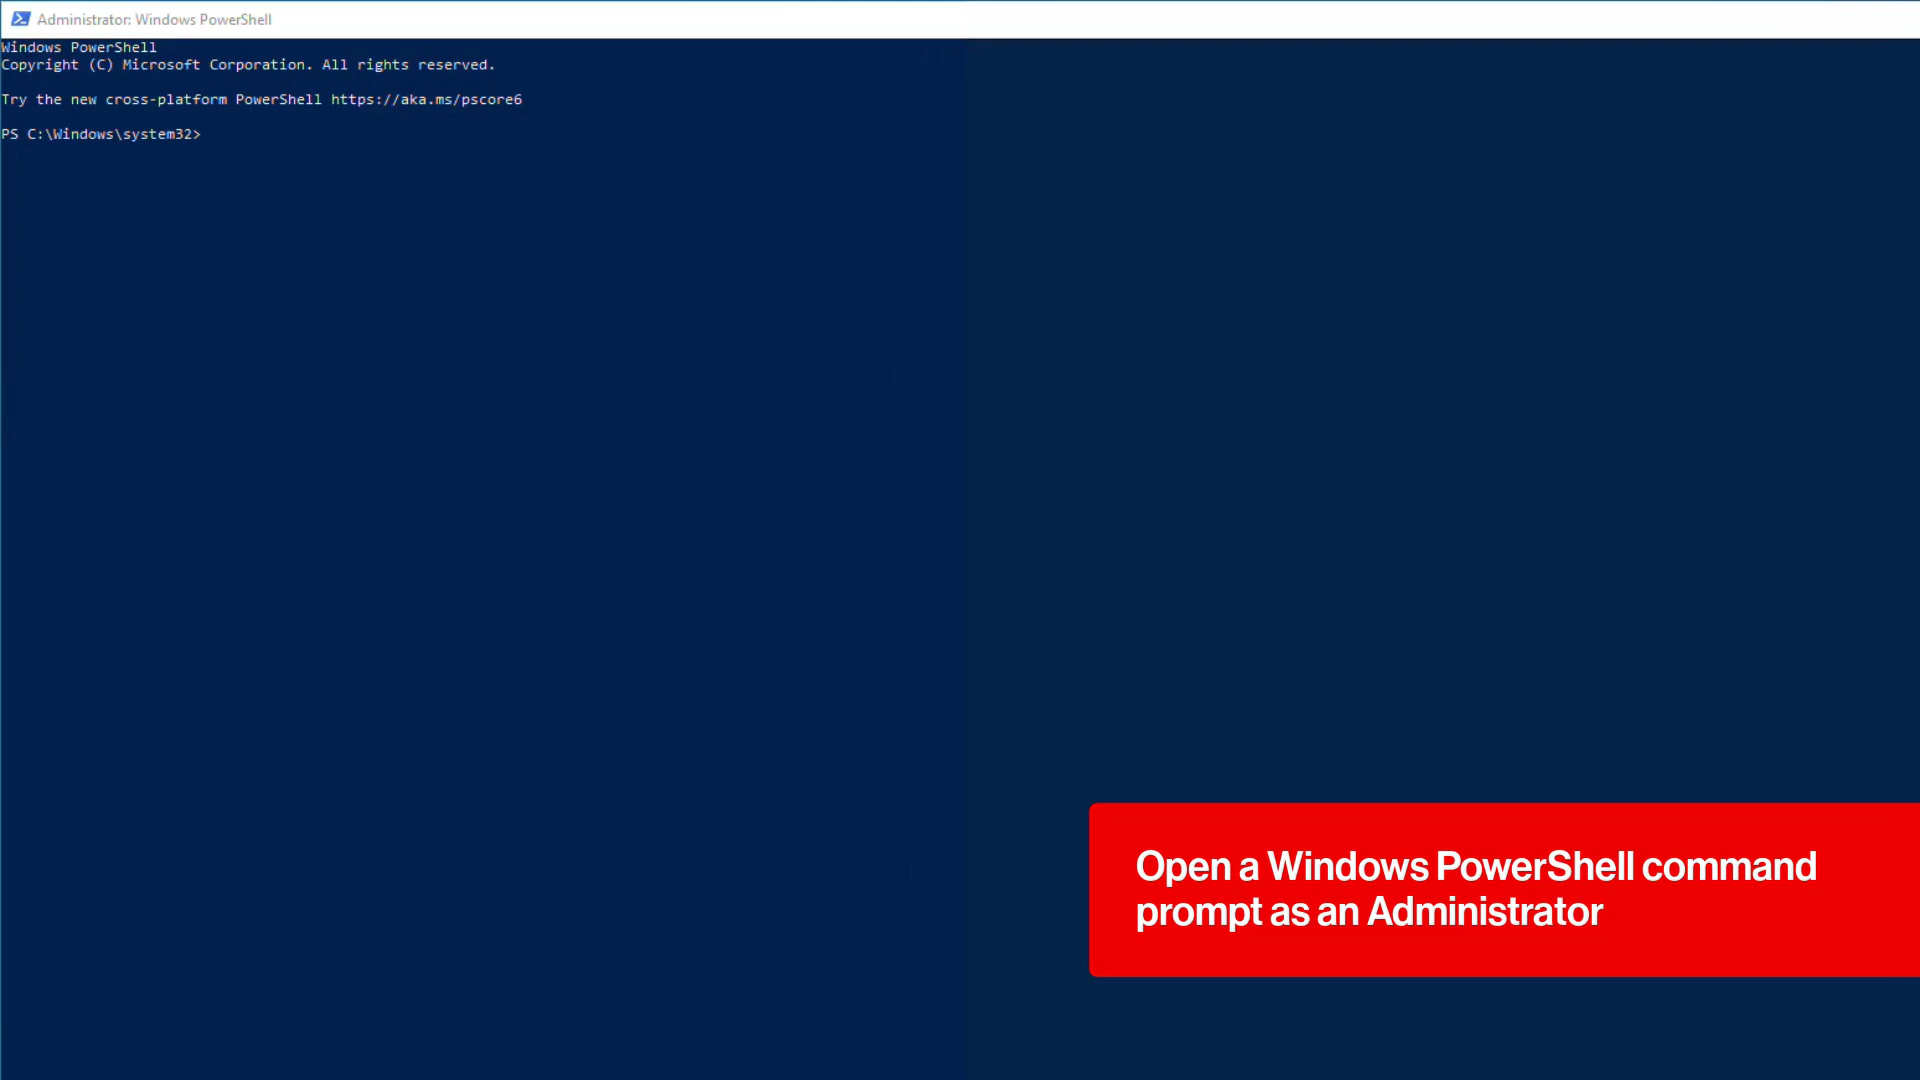 Administrator: Windows PowerShell
Windows PowerShell
Copyright (C) Microsoft Corporation. All rights reserved.
Try the new cross-platform PowerShell https://aka.ms/pscore6
PS C:\Windows\system32>
Open a Windows PowerShell command
prompt as an Administrator